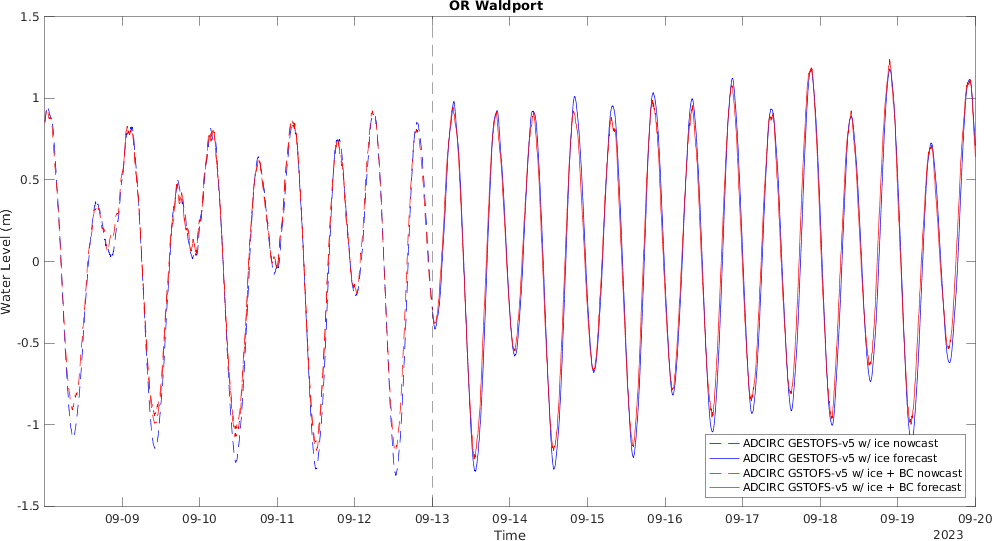 OR Waldport
1.5
1
0.5
0
-0.5
-1
-1.5
Water Level (m)
09-09 09-10 09-11 09-12 09-13 09-14 09-15 09-16 09-17 09-18 09-19 09-20
Time
2023
ADCIRC GESTOFS-v5 w/ ice nowcast
ADCIRC GESTOFS-v5 w/ ice forecast
ADCIRC GSTOFS-v5 w/ ice + BC nowcast
ADCIRC GSTOFS-v5 w/ ice + BC forecast